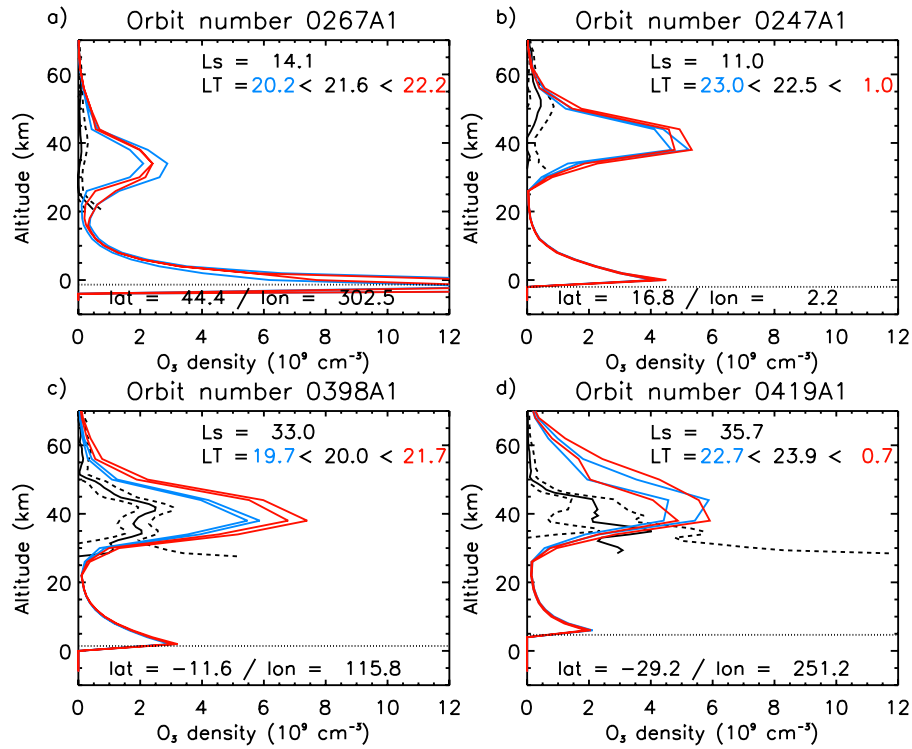 a) Orbit number 0267A1
Ls = 14.1
LT = 20.2 < 21.6 < 22.2
60
40
20
0
Altitude (km)
lat = 44.4 / lon = 302.5
0 2 4 6 8 10 12
O₃ density (10⁹ cm⁻³)
b) Orbit number 0247A1
Ls = 11.0
LT = 23.0 < 22.5 < 1.0
60
40
20
0
Altitude (km)
lat = 16.8 / lon = 2.2
0 2 4 6 8 10 12
O₃ density (10⁹ cm⁻³)
c) Orbit number 0398A1
Ls = 33.0
LT = 19.7 < 20.0 < 21.7
60
40
20
0
Altitude (km)
lat = −11.6 / lon = 115.8
0 2 4 6 8 10 12
O₃ density (10⁹ cm⁻³)
d) Orbit number 0419A1
Ls = 35.7
LT = 22.7 < 23.9 < 0.7
60
40
20
0
Altitude (km)
lat = −29.2 / lon = 251.2
0 2 4 6 8 10 12
O₃ density (10⁹ cm⁻³)